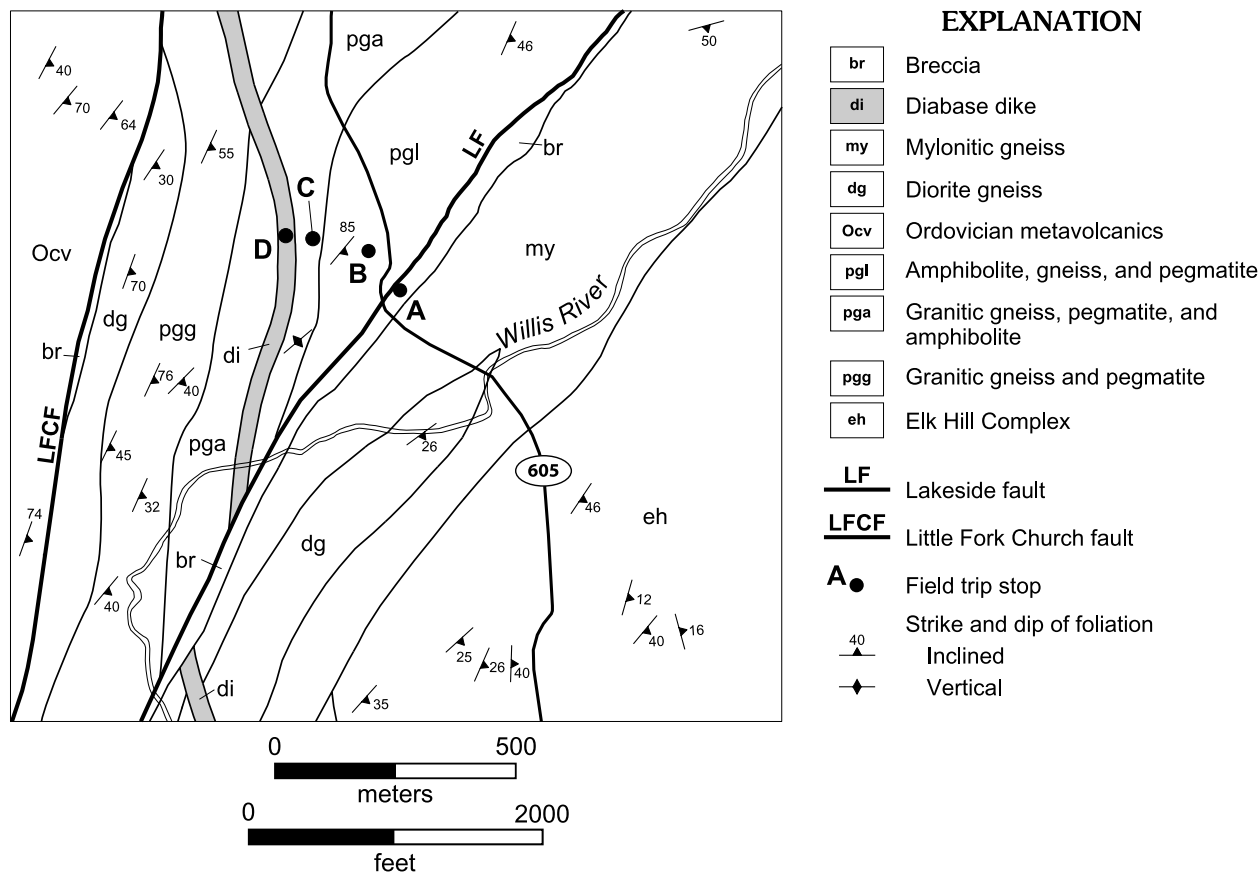 pga
46
50
40
70
64
LF
br
55
pgl
30
C
85
Ocv
D
B
my
70
A
dg
pgg
Willis River
di
br
76
40
LFCF
pga
26
45
605
46
32
74
eh
dg
br
40
12
40
16
25
26
40
di
35
0 500
meters
0 2000
feet
EXPLANATION
br Breccia
di Diabase dike
my Mylonitic gneiss
dg Diorite gneiss
Ocv Ordovician metavolcanics
pgl Amphibolite, gneiss, and pegmatite
pga Granitic gneiss, pegmatite, and
amphibolite
pgg Granitic gneiss and pegmatite
eh Elk Hill Complex
LF Lakeside fault
LFCF Little Fork Church fault
A Field trip stop
Strike and dip of foliation
40 Inclined
Vertical